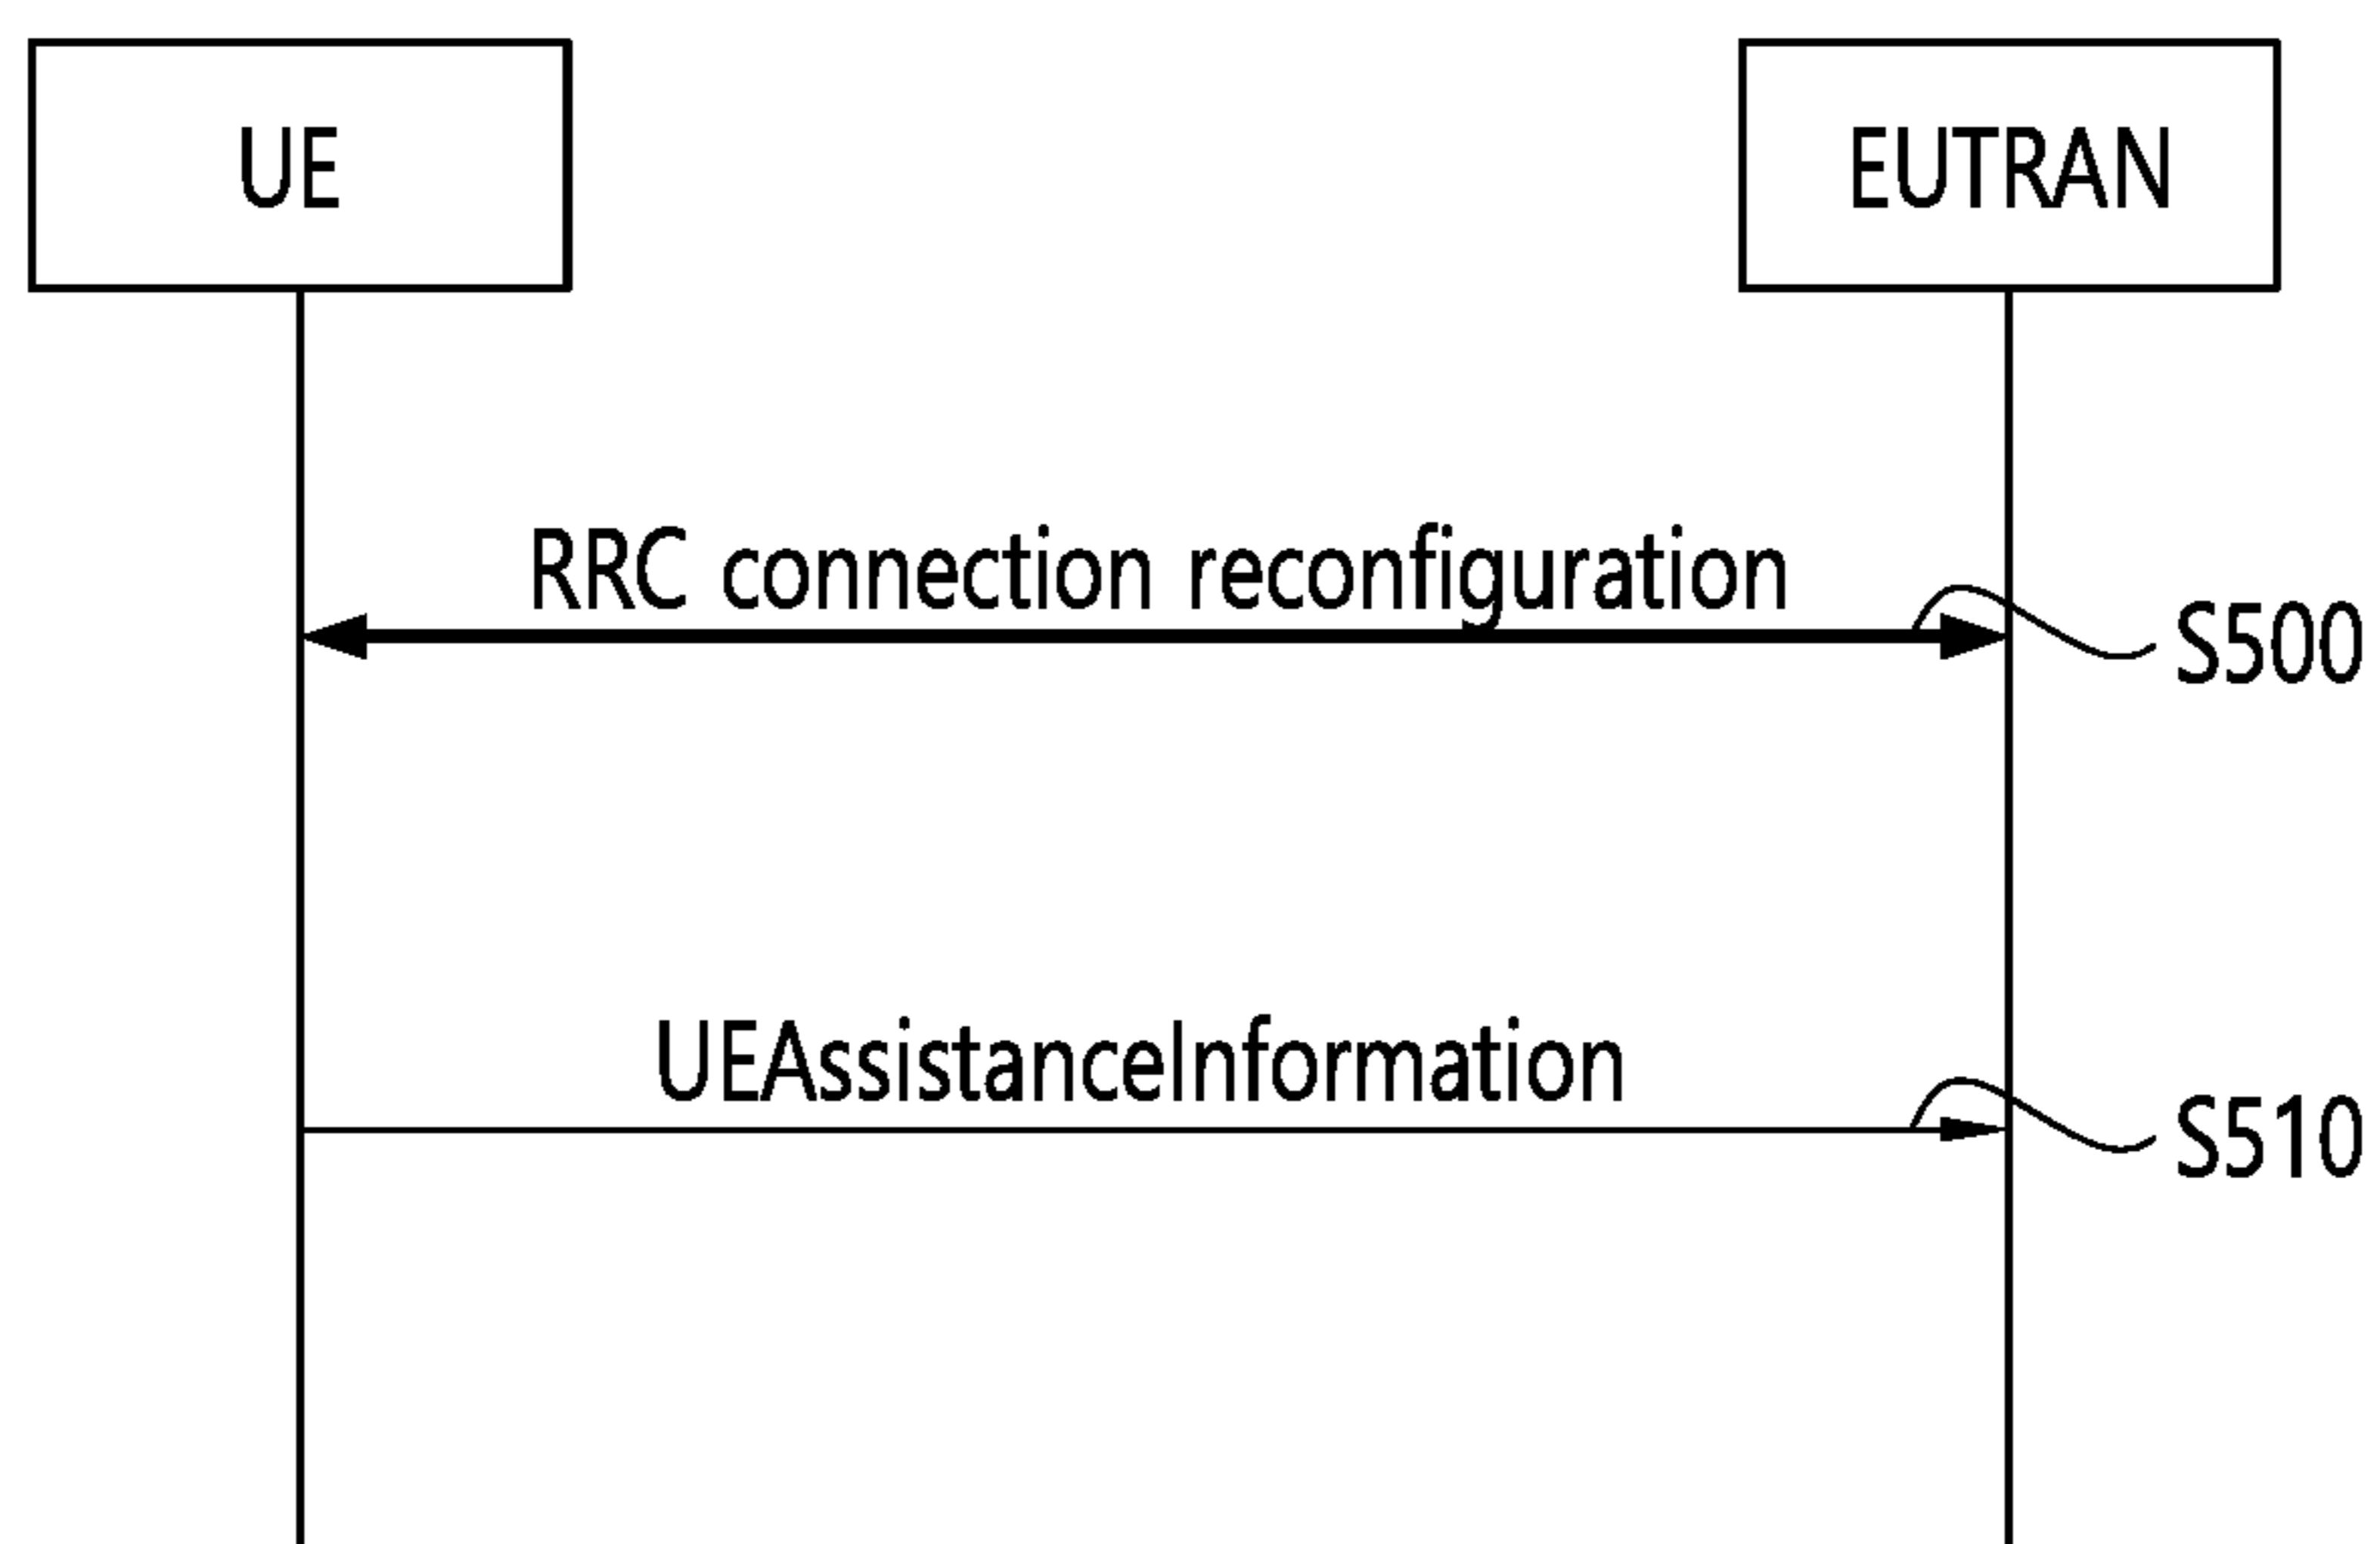 UE
EUTRAN
RRC connection reconfiguration
S500
UEAssistanceInformation
S510